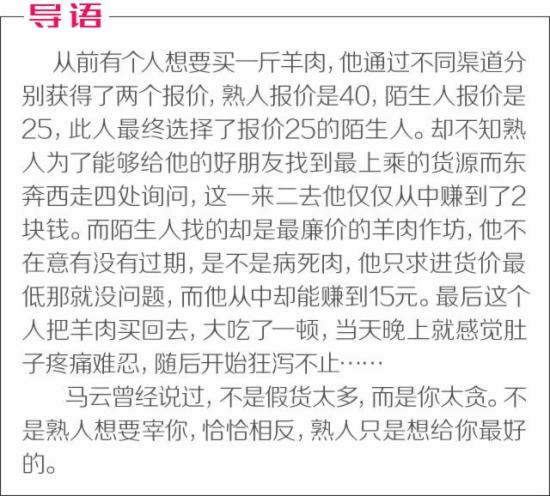 导语
从前有个人想要买一斤羊肉，他通过不同渠道分
别获得了两个报价，熟人报价是40，陌生人报价是
25，此人最终选择了报价25的陌生人。却不知熟
人为了能够给他的好朋友找到最上乘的货源而东
奔西走四处询问，这一来二去他仅仅从中赚到了2
块钱。而陌生人找的却是最廉价的羊肉作坊，他不
在意有没有过期，是不是病死肉，他只求进货价最
低那就没问题，而他从中却能赚到15元。最后这个
人把羊肉买回去，大吃了一顿，当天晚上就感觉肚
子疼痛难忍，随后开始狂泻不止……
马云曾经说过，不是假货太多，而是你太贪。不
是熟人想要宰你，恰恰相反，熟人只是想给你最好
的。